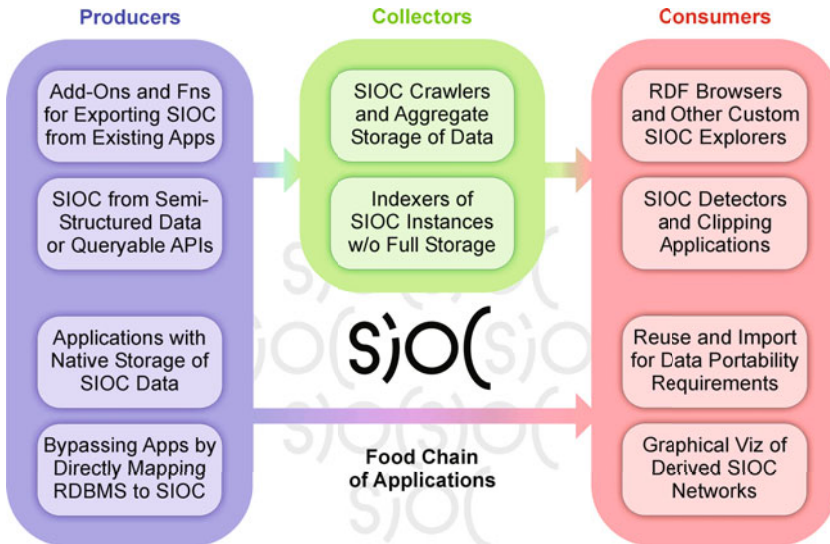 Producers
Add-Ons and Fns
for Exporting SIOC
from Existing Apps
SIOC from Semi-
Structured Data
or Queryable APIs
Applications with
Native Storage of
SIOC Data
Bypassing Apps by
Directly Mapping
RDBMS to SIOC
Collectors
SIOC Crawlers
and Aggregate
Storage of Data
Indexers of
SIOC Instances
w/o Full Storage
sioc
Food Chain
of Applications
Consumers
RDF Browsers
and Other Custom
SIOC Explorers
SIOC Detectors
and Clipping
Applications
Reuse and Import
for Data Portability
Requirements
Graphical Viz of
Derived SIOC
Networks